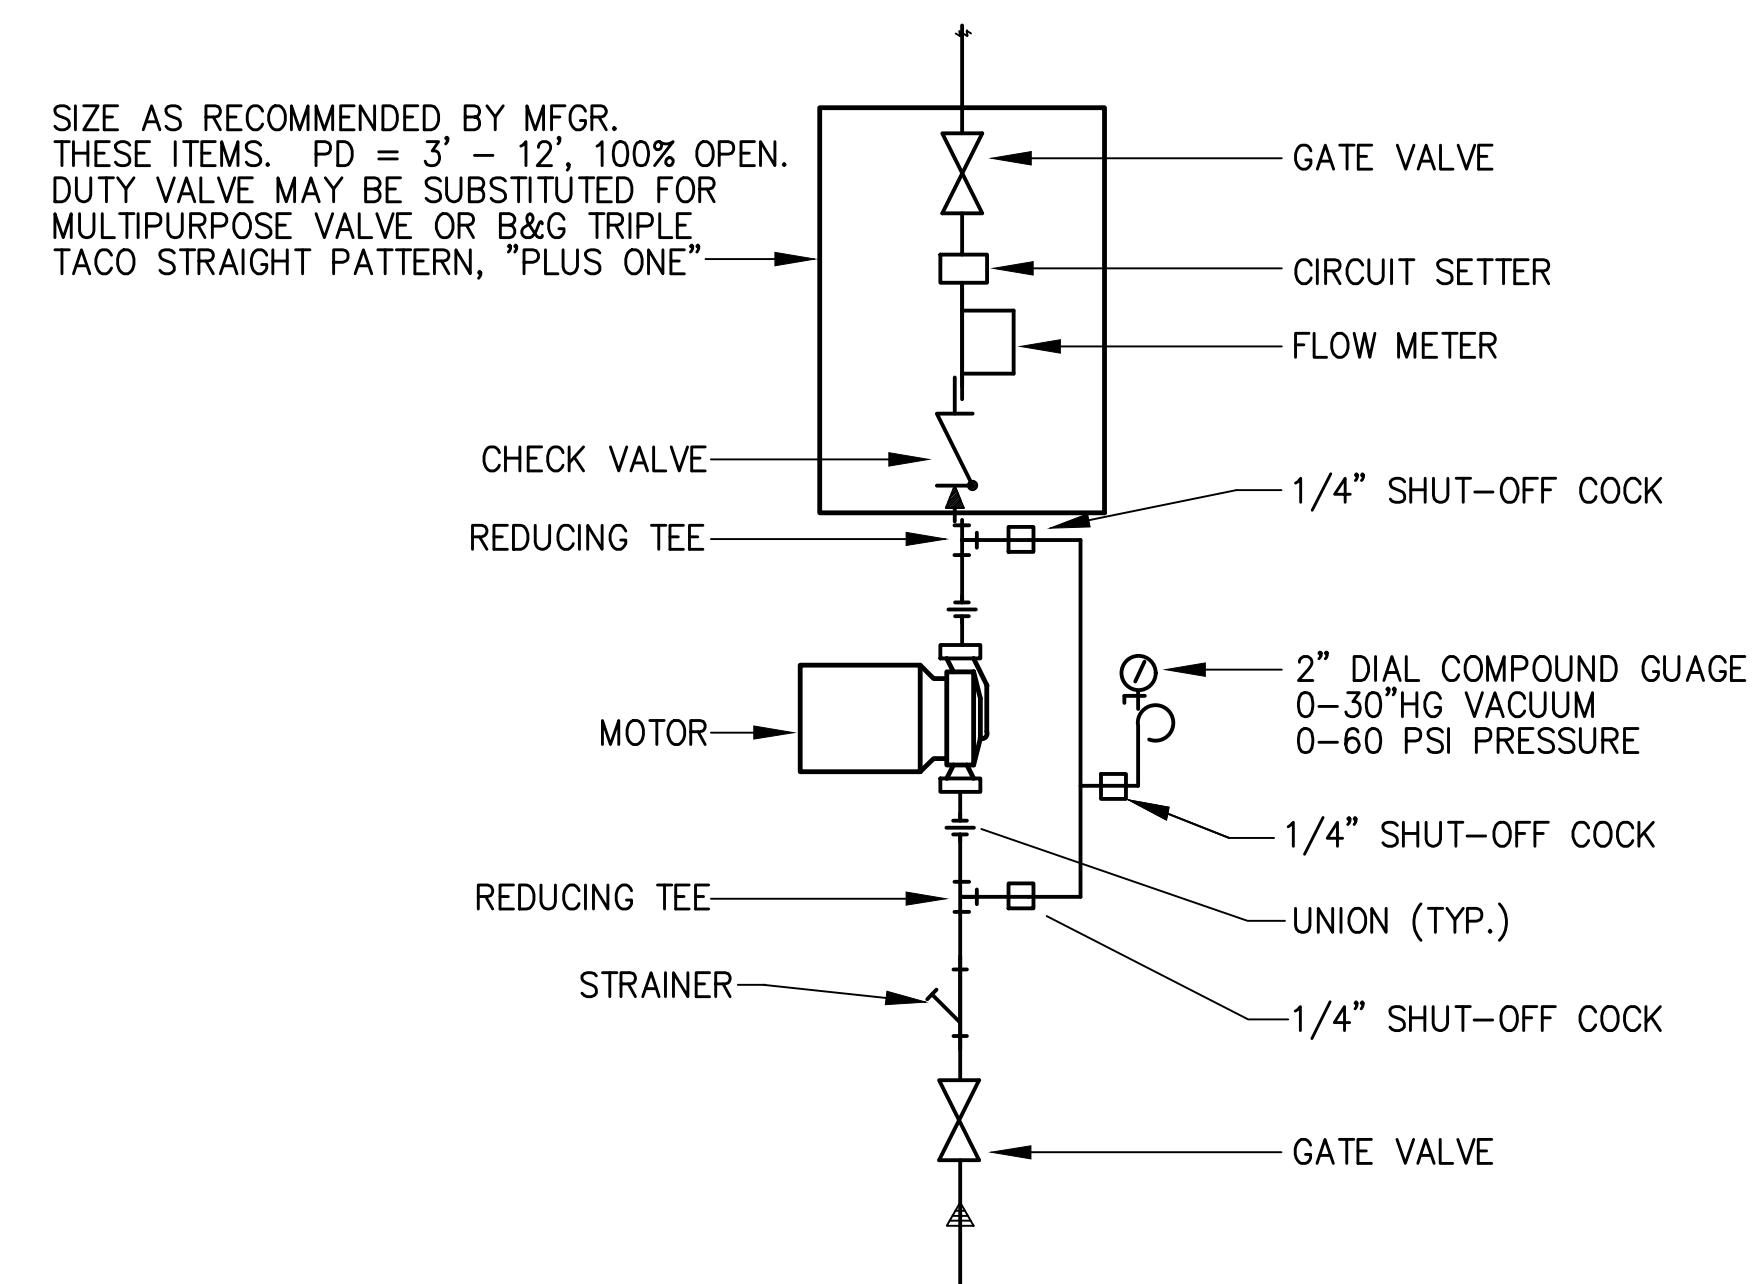 SIZE AS RECOMMENDED BY MFGR.
THESE ITEMS. PD = 3' - 12', 100% OPEN.
DUTY VALVE MAY BE SUBSTITUTED FOR
MULTIPURPOSE VALVE OR B&G TRIPLE
TACO STRAIGHT PATTERN, "PLUS ONE"
GATE VALVE
CIRCUIT SETTER
FLOW METER
CHECK VALVE
1/4" SHUT-OFF COCK
REDUCING TEE
2" DIAL COMPOUND GUAGE
0-30"HG VACUUM
0-60 PSI PRESSURE
MOTOR
1/4" SHUT-OFF COCK
REDUCING TEE
UNION (TYP.)
STRAINER
1/4" SHUT-OFF COCK
GATE VALVE